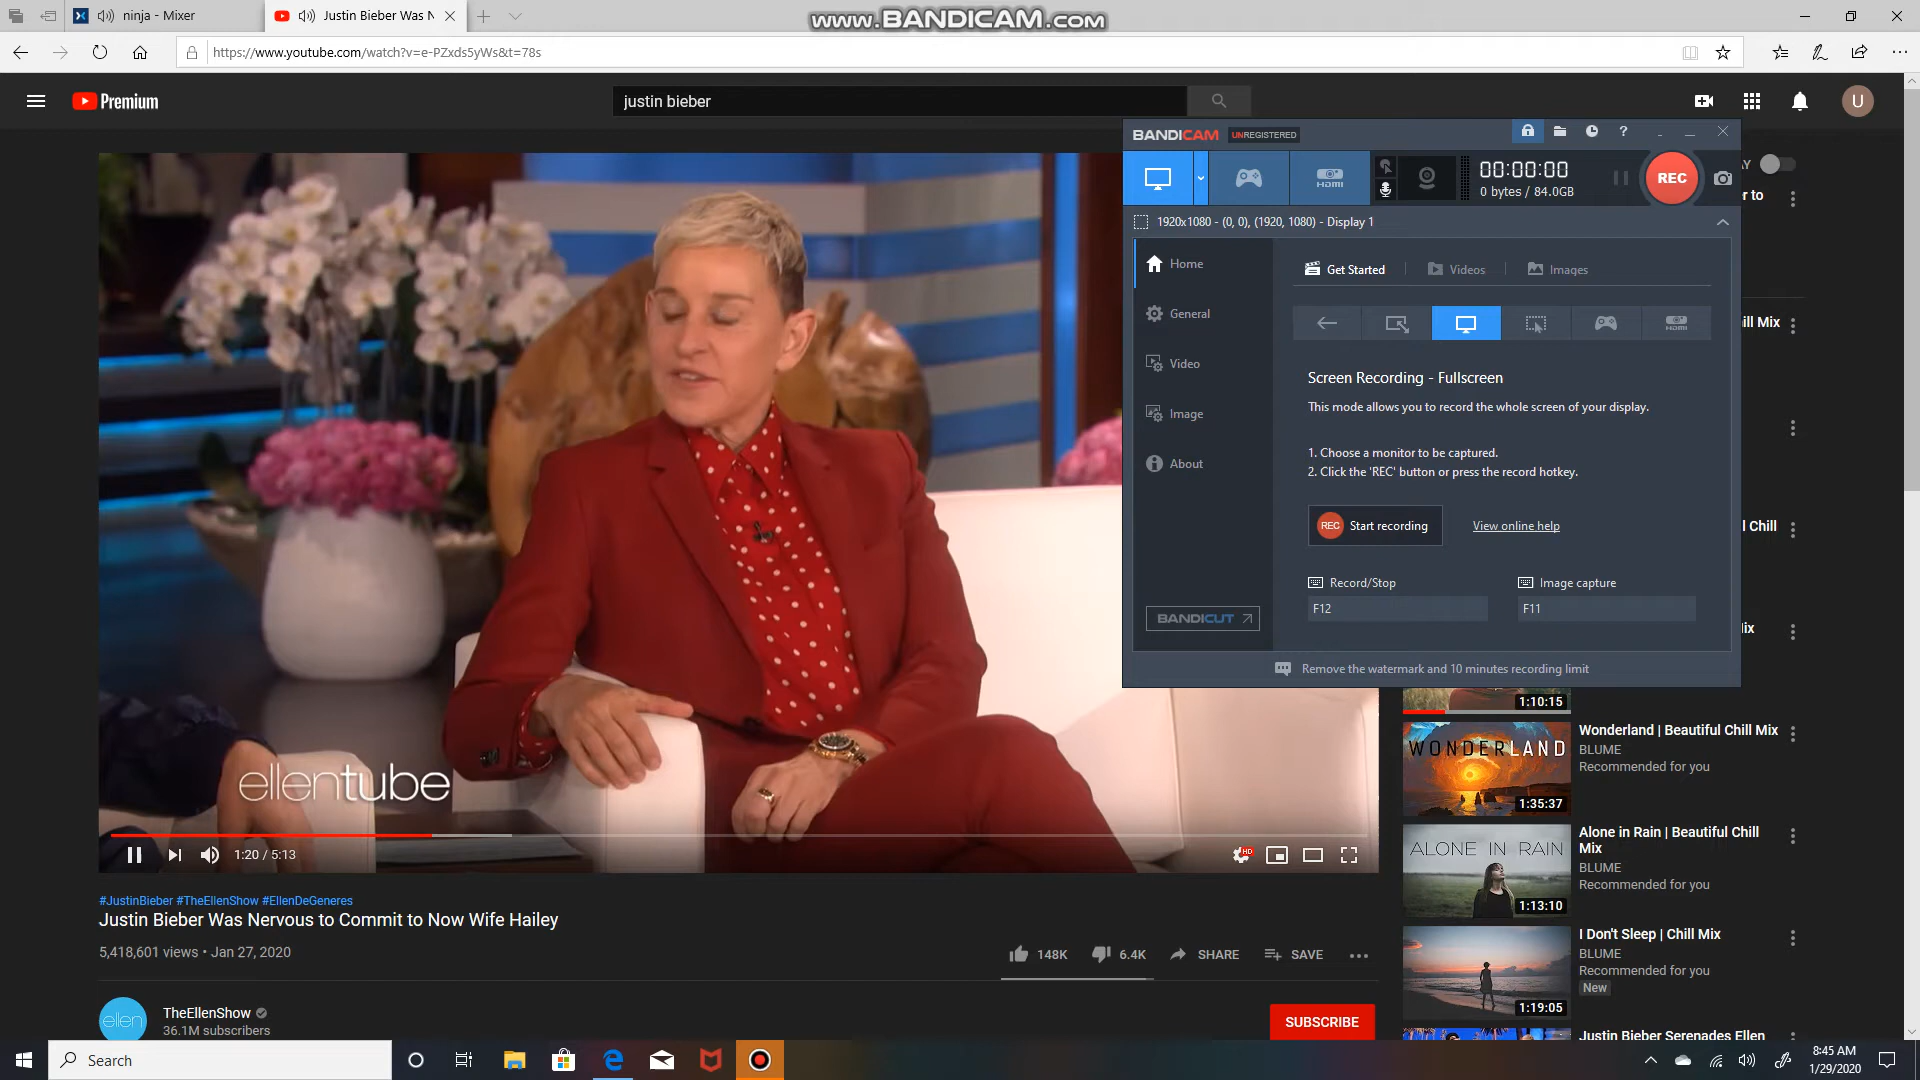 ninja - Mixer
Justin Bieber Was N
www.BANDICAM.com
https://www.youtube.com/watch?v=e-PZxds5yWs&t=78s
Premium
justin bieber
U
BANDICAM UNREGISTERED
HDMI
00:00:00
0 bytes / 84.0GB
REC
1920x1080 - (0, 0), (1920, 1080) - Display 1
Home
General
Video
Image
About
BANDICUT
Get Started
Videos
Images
HDMI
Screen Recording - Fullscreen
This mode allows you to record the whole screen of your display.
1. Choose a monitor to be captured.
2. Click the 'REC' button or press the record hotkey.
REC Start recording
View online help
Record/Stop
Image capture
F12
F11
Remove the watermark and 10 minutes recording limit
AY
r to
ill Mix
l Chill
ix
ellentube
1:20 / 5:13
HD
#JustinBieber #TheEllenShow #EllenDeGeneres
Justin Bieber Was Nervous to Commit to Now Wife Hailey
5,418,601 views • Jan 27, 2020
148K
6.4K
SHARE
SAVE
ellen
TheEllenShow
36.1M subscribers
SUBSCRIBE
1:10:15
WONDERLAND
1:35:37
Wonderland | Beautiful Chill Mix
BLUME
Recommended for you
ALONE IN RAIN
1:13:10
Alone in Rain | Beautiful Chill
Mix
BLUME
Recommended for you
1:19:05
I Don't Sleep | Chill Mix
BLUME
Recommended for you
New
Justin Bieber Serenades Ellen
Search
8:45 AM
1/29/2020